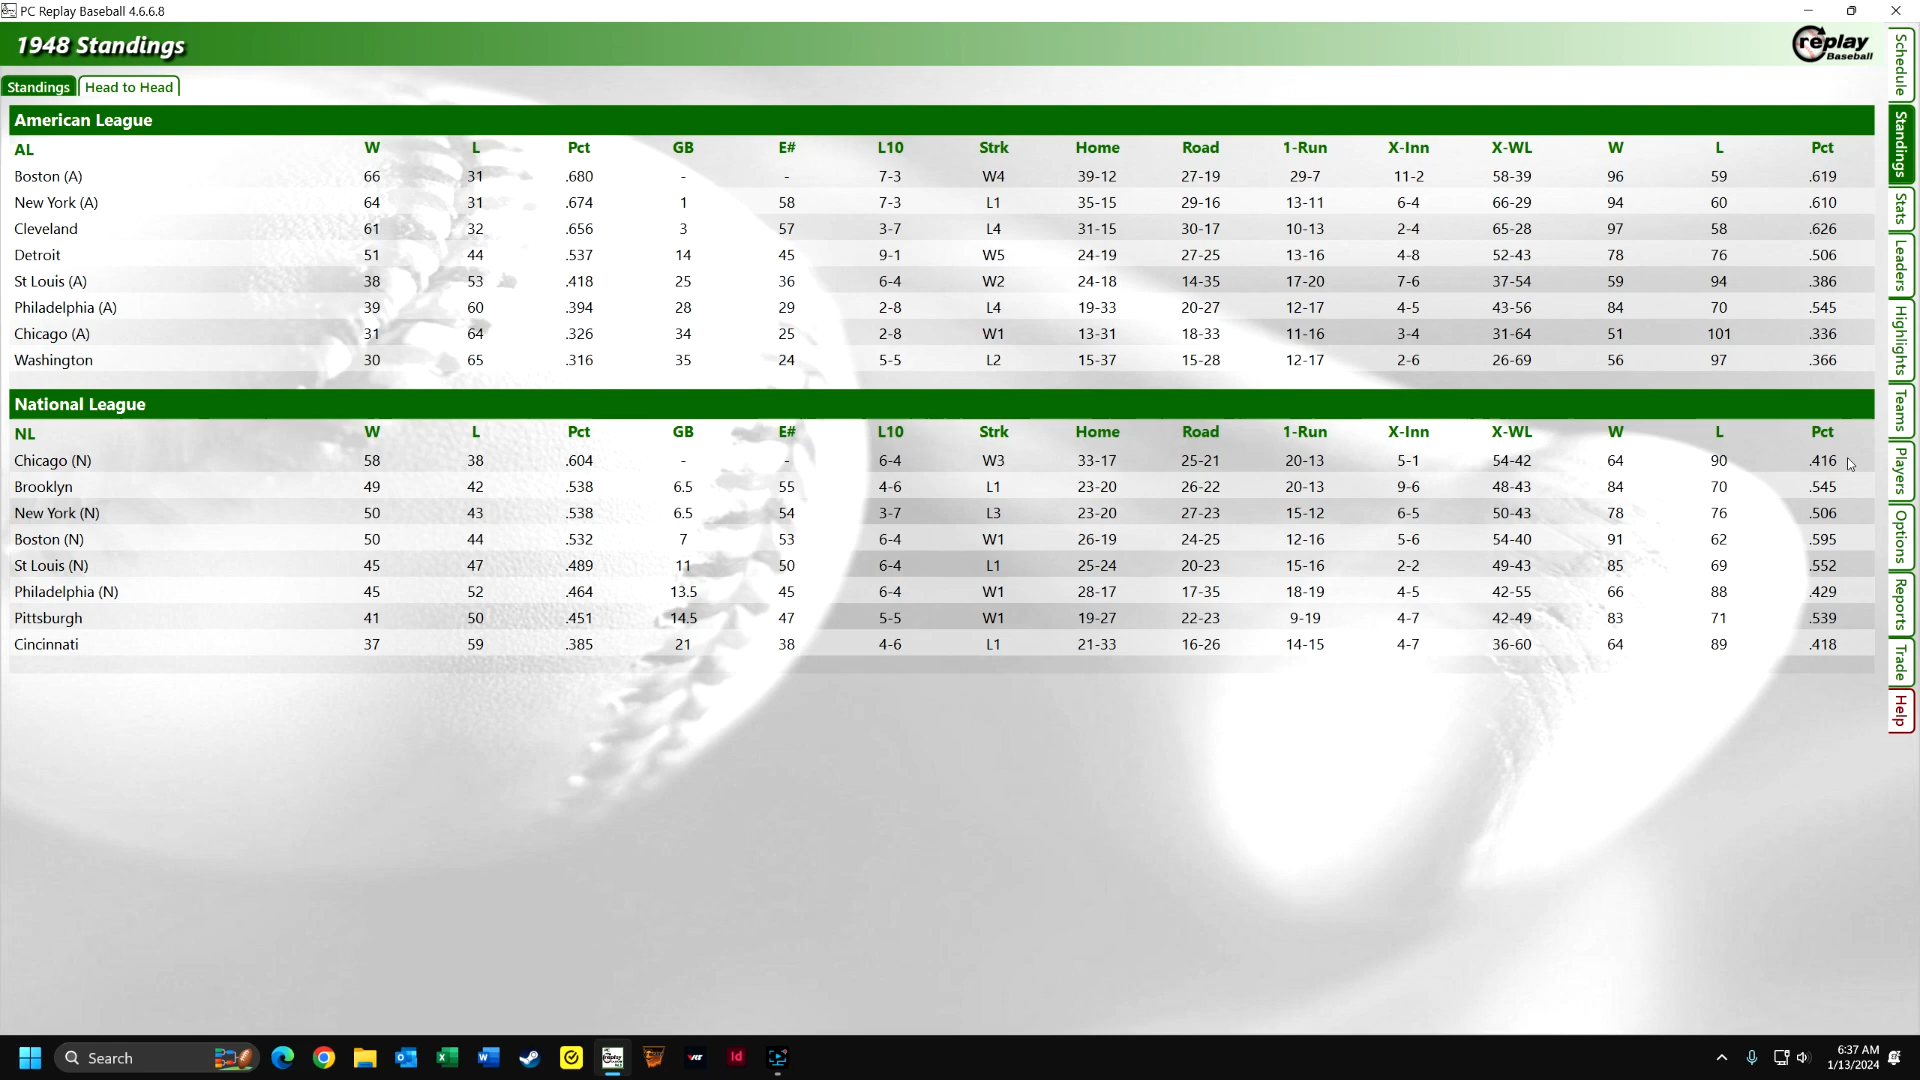 PC Replay Baseball 4.6.6.8
1948 Standings
replay Baseball
Standings Head to Head
American League
AL W L Pct GB E# L10 Strk Home Road 1-Run X-Inn X-WL W L Pct
Boston (A) 66 31 .680 - - 7-3 W4 39-12 27-19 29-7 11-2 58-39 96 59 .619
New York (A) 64 31 .674 1 58 7-3 L1 35-15 29-16 13-11 6-4 66-29 94 60 .610
Cleveland 61 32 .656 3 57 3-7 L4 31-15 30-17 10-13 2-4 65-28 97 58 .626
Detroit 51 44 .537 14 45 9-1 W5 24-19 27-25 13-16 4-8 52-43 78 76 .506
St Louis (A) 38 53 .418 25 36 6-4 W2 24-18 14-35 17-20 7-6 37-54 59 94 .386
Philadelphia (A) 39 60 .394 28 29 2-8 L4 19-33 20-27 12-17 4-5 43-56 84 70 .545
Chicago (A) 31 64 .326 34 25 2-8 W1 13-31 18-33 11-16 3-4 31-64 51 101 .336
Washington 30 65 .316 35 24 5-5 L2 15-37 15-28 12-17 2-6 26-69 56 97 .366
National League
NL W L Pct GB E# L10 Strk Home Road 1-Run X-Inn X-WL W L Pct
Chicago (N) 58 38 .604 - - 6-4 W3 33-17 25-21 20-13 5-1 54-42 64 90 .416
Brooklyn 49 42 .538 6.5 55 4-6 L1 23-20 26-22 20-13 9-6 48-43 84 70 .545
New York (N) 50 43 .538 6.5 54 3-7 L3 23-20 27-23 15-12 6-5 50-43 78 76 .506
Boston (N) 50 44 .532 7 53 6-4 W1 26-19 24-25 12-16 5-6 54-40 91 62 .595
St Louis (N) 45 47 .489 11 50 6-4 L1 25-24 20-23 15-16 2-2 49-43 85 69 .552
Philadelphia (N) 45 52 .464 13.5 45 6-4 W1 28-17 17-35 18-19 4-5 42-55 66 88 .429
Pittsburgh 41 50 .451 14.5 47 5-5 W1 19-27 22-23 9-19 4-7 42-49 83 71 .539
Cincinnati 37 59 .385 21 38 4-6 L1 21-33 16-26 14-15 4-7 36-60 64 89 .418
Schedule
Standings
Stats
Leaders
Highlights
Teams
Players
Options
Reports
Trade
Help
Search
6:37 AM
1/13/2024